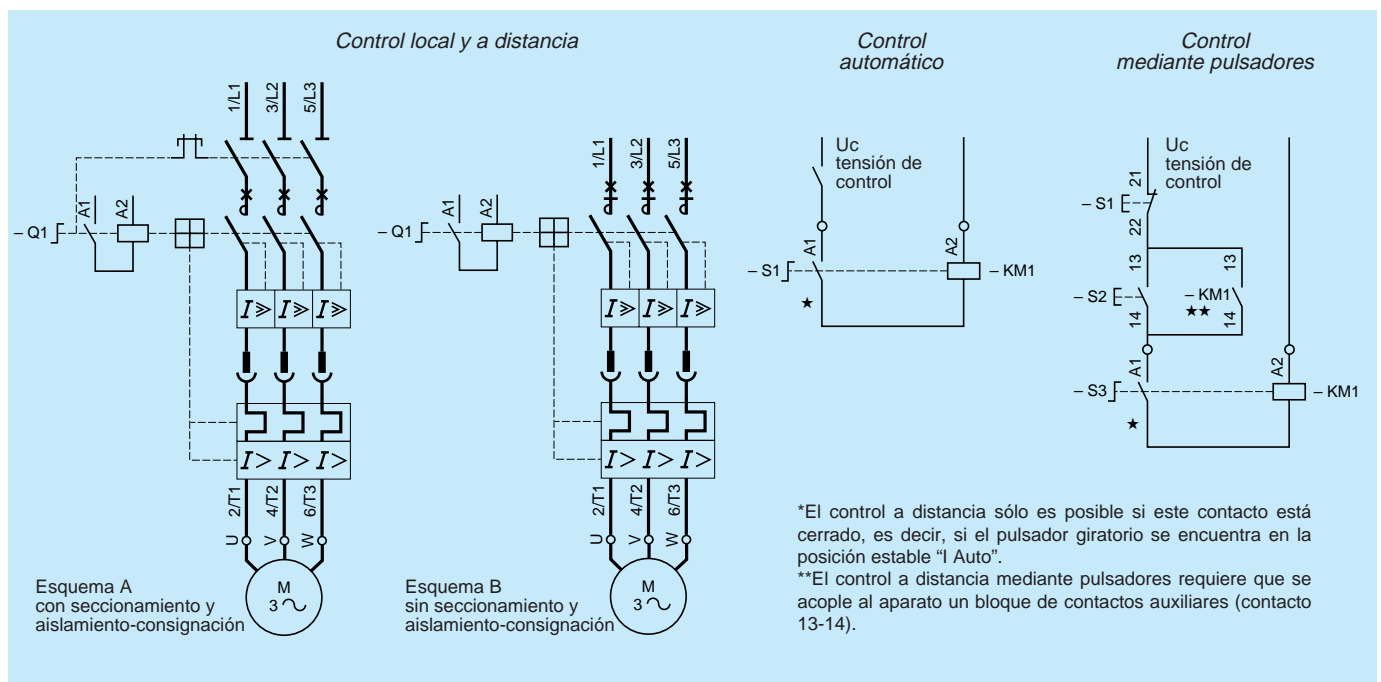 Control local y a distancia
Control
automático
Control
mediante pulsadores
1/L1
3/L2
5/L3
A1
A2
– Q1
I
I
I
I>
I>
I>
2/T1
4/T2
6/T3
U
V
W
M
3
Esquema A
con seccionamiento y
aislamiento-consignación
1/L1
3/L2
5/L3
A1
A2
– Q1
I
I
I
I>
I>
I>
2/T1
4/T2
6/T3
U
V
W
M
3
Esquema B
sin seccionamiento y
aislamiento-consignación
Uc
tensión de
control
A1
A2
– S1
– KM1
★
Uc
tensión de
control
21
– S1
22
13
13
– S2
– KM1
★★
14
14
A1
A2
– S3
– KM1
★
*El control a distancia sólo es posible si este contacto está
cerrado, es decir, si el pulsador giratorio se encuentra en la
posición estable “I Auto”.
**El control a distancia mediante pulsadores requiere que se
acople al aparato un bloque de contactos auxiliares (contacto
13-14).